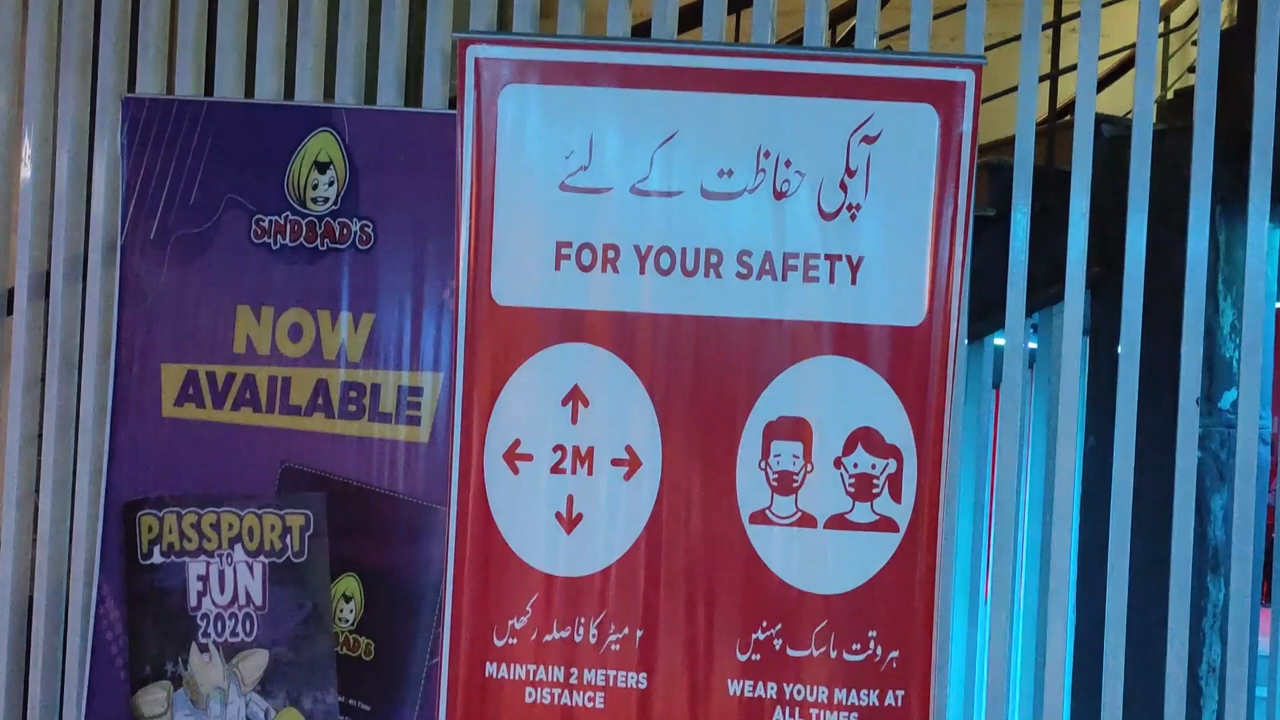 SINDBAD'S
NOW
AVAILABLE
PASSPORT
TO
FUN
2020
آپکی حفاظت کے لئے
FOR YOUR SAFETY
2M
۲ میٹر کا فاصلہ رکھیں
MAINTAIN 2 METERS
DISTANCE
ہر وقت ماسک پہنیں
WEAR YOUR MASK AT
ALL TIMES